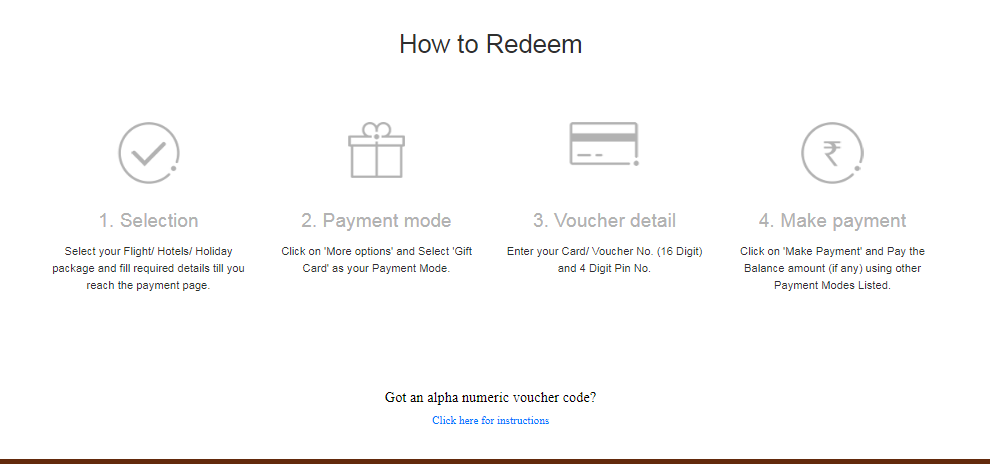 How to Redeem
1. Selection
Select your Flight/ Hotels/ Holiday
package and fill required details till you
reach the payment page.
2. Payment mode
Click on 'More options' and Select 'Gift
Card' as your Payment Mode.
3. Voucher detail
Enter your Card/ Voucher No. (16 Digit)
and 4 Digit Pin No.
₹
4. Make payment
Click on 'Make Payment' and Pay the
Balance amount (if any) using other
Payment Modes Listed.
Got an alpha numeric voucher code?
Click here for instructions